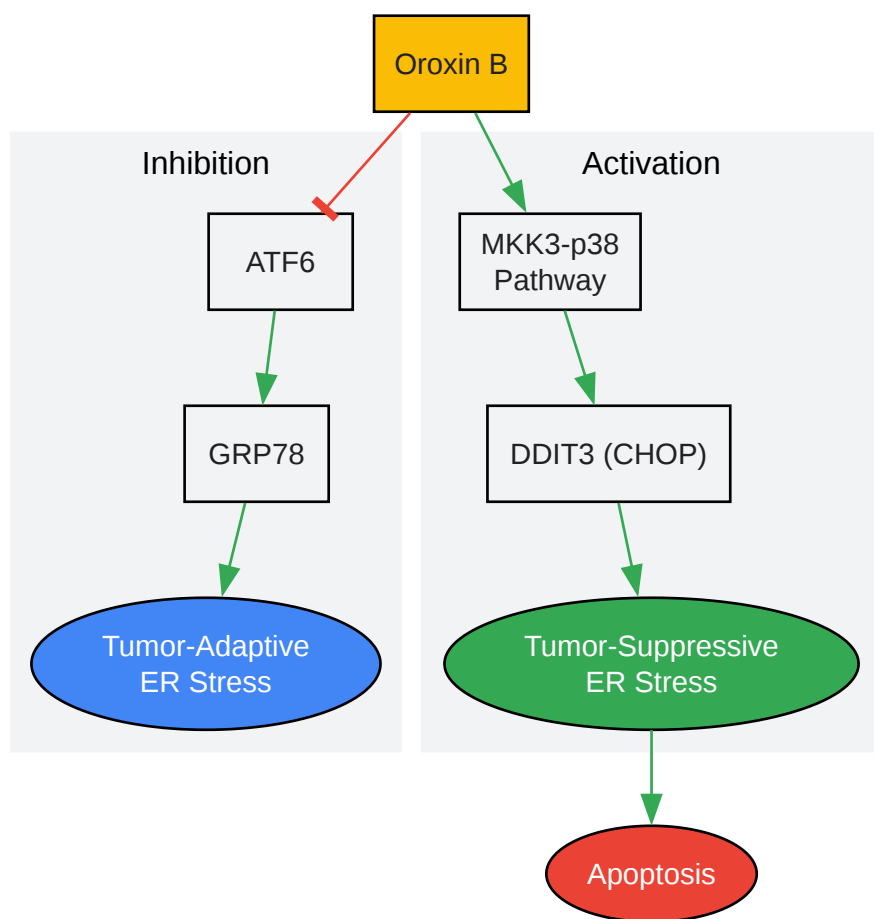 Oroxin B
Inhibition
Activation
ATF6
MKK3-p38
Pathway
GRP78
DDIT3 (CHOP)
Tumor-Adaptive
ER Stress
Tumor-Suppressive
ER Stress
Apoptosis